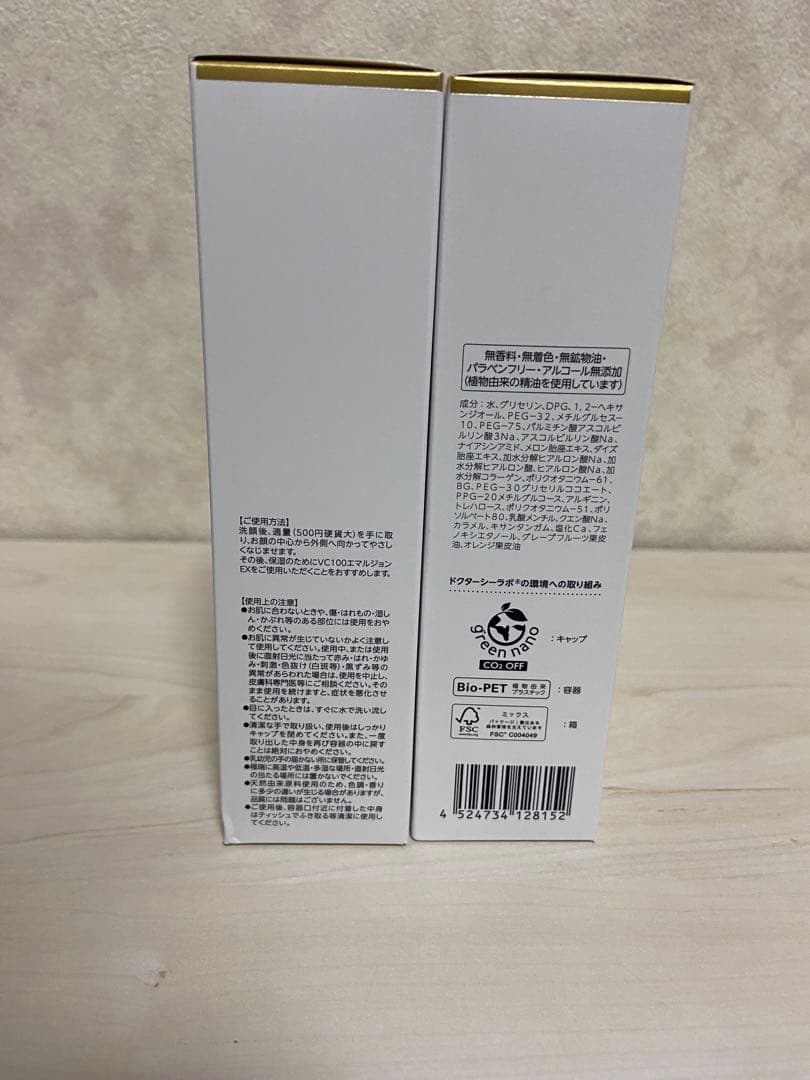 【ご使用方法】
洗顔後、適量(500円硬貨大)を手に取
り、お顔の中心から外側へ向かってやさし
くなじませます。
その後、保湿のためにVC100エマルジョン
EXをご使用いただくことをおすすめします。
【使用上の注意】
●お肌に合わないときや、傷・はれもの・湿し
ん・かぶれ等のある部位には使用をおや
めください。
●お肌に異常が生じていないかよく注意し
て使用してください。使用中、または使用
後に直射日光に当たって赤み・はれ・かゆ
み・刺激・色抜け(白斑等)・黒ずみ等の
異常があらわれた場合は、使用を中止し、
皮膚科専門医等にご相談ください。その
まま使用を続けますと、症状を悪化させ
ることがあります。
●目に入ったときは、すぐに水で洗い流し
てください。
●清潔な手で取り扱い、使用後はしっかり
キャップを閉めてください。また、一度
取り出した中身を再び容器の中に戻す
ことは絶対におやめください。
●乳幼児の手の届かない所に保管してください。
●極端に高温や低温・多湿な場所・直射日光
の当たる場所には置かないでください。
●天然由来原料使用のため、色調・香り
に多少の違いが生じる場合がありますが、
品質には問題はございません。
●ご使用後、容器口付近に付着した中身
はティッシュでふき取る等清潔に使用し
てください。
無香料・無着色・無鉱物油・
パラベンフリー・アルコール無添加
(植物由来の精油を使用しています)
成分：水、グリセリン、DPG、1,2-ヘキサ
ンジオール、PEG-32、メチルグルセス-
10、PEG-75、パルミチン酸アスコルビ
ルリン酸3Na、アスコルビルリン酸Na、
ナイアシンアミド、メロン胎座エキス、ダイズ
胎座エキス、加水分解ヒアルロン酸Na、加
水分解ヒアルロン酸、ヒアルロン酸Na、加
水分解コラーゲン、ポリクオタニウム-61、
BG、PEG-30グリセリルココエート、
PPG-20メチルグルコース、アルギニン、
トレハロース、ポリクオタニウム-51、ポリ
ソルベート80、乳酸メンチル、クエン酸Na、
カラメル、キサンタンガム、塩化Ca、フェ
ノキシエタノール、グレープフルーツ果皮
油、オレンジ果皮油
ドクターシーラボ®の環境への取り組み
green nano
CO2 OFF
：キャップ
Bio-PET 植物由来プラスチック ：容器
FSC ミックス
パッケージ｜責任ある
森林管理を支えています
FSC® C004049
：箱
4 524734 128152